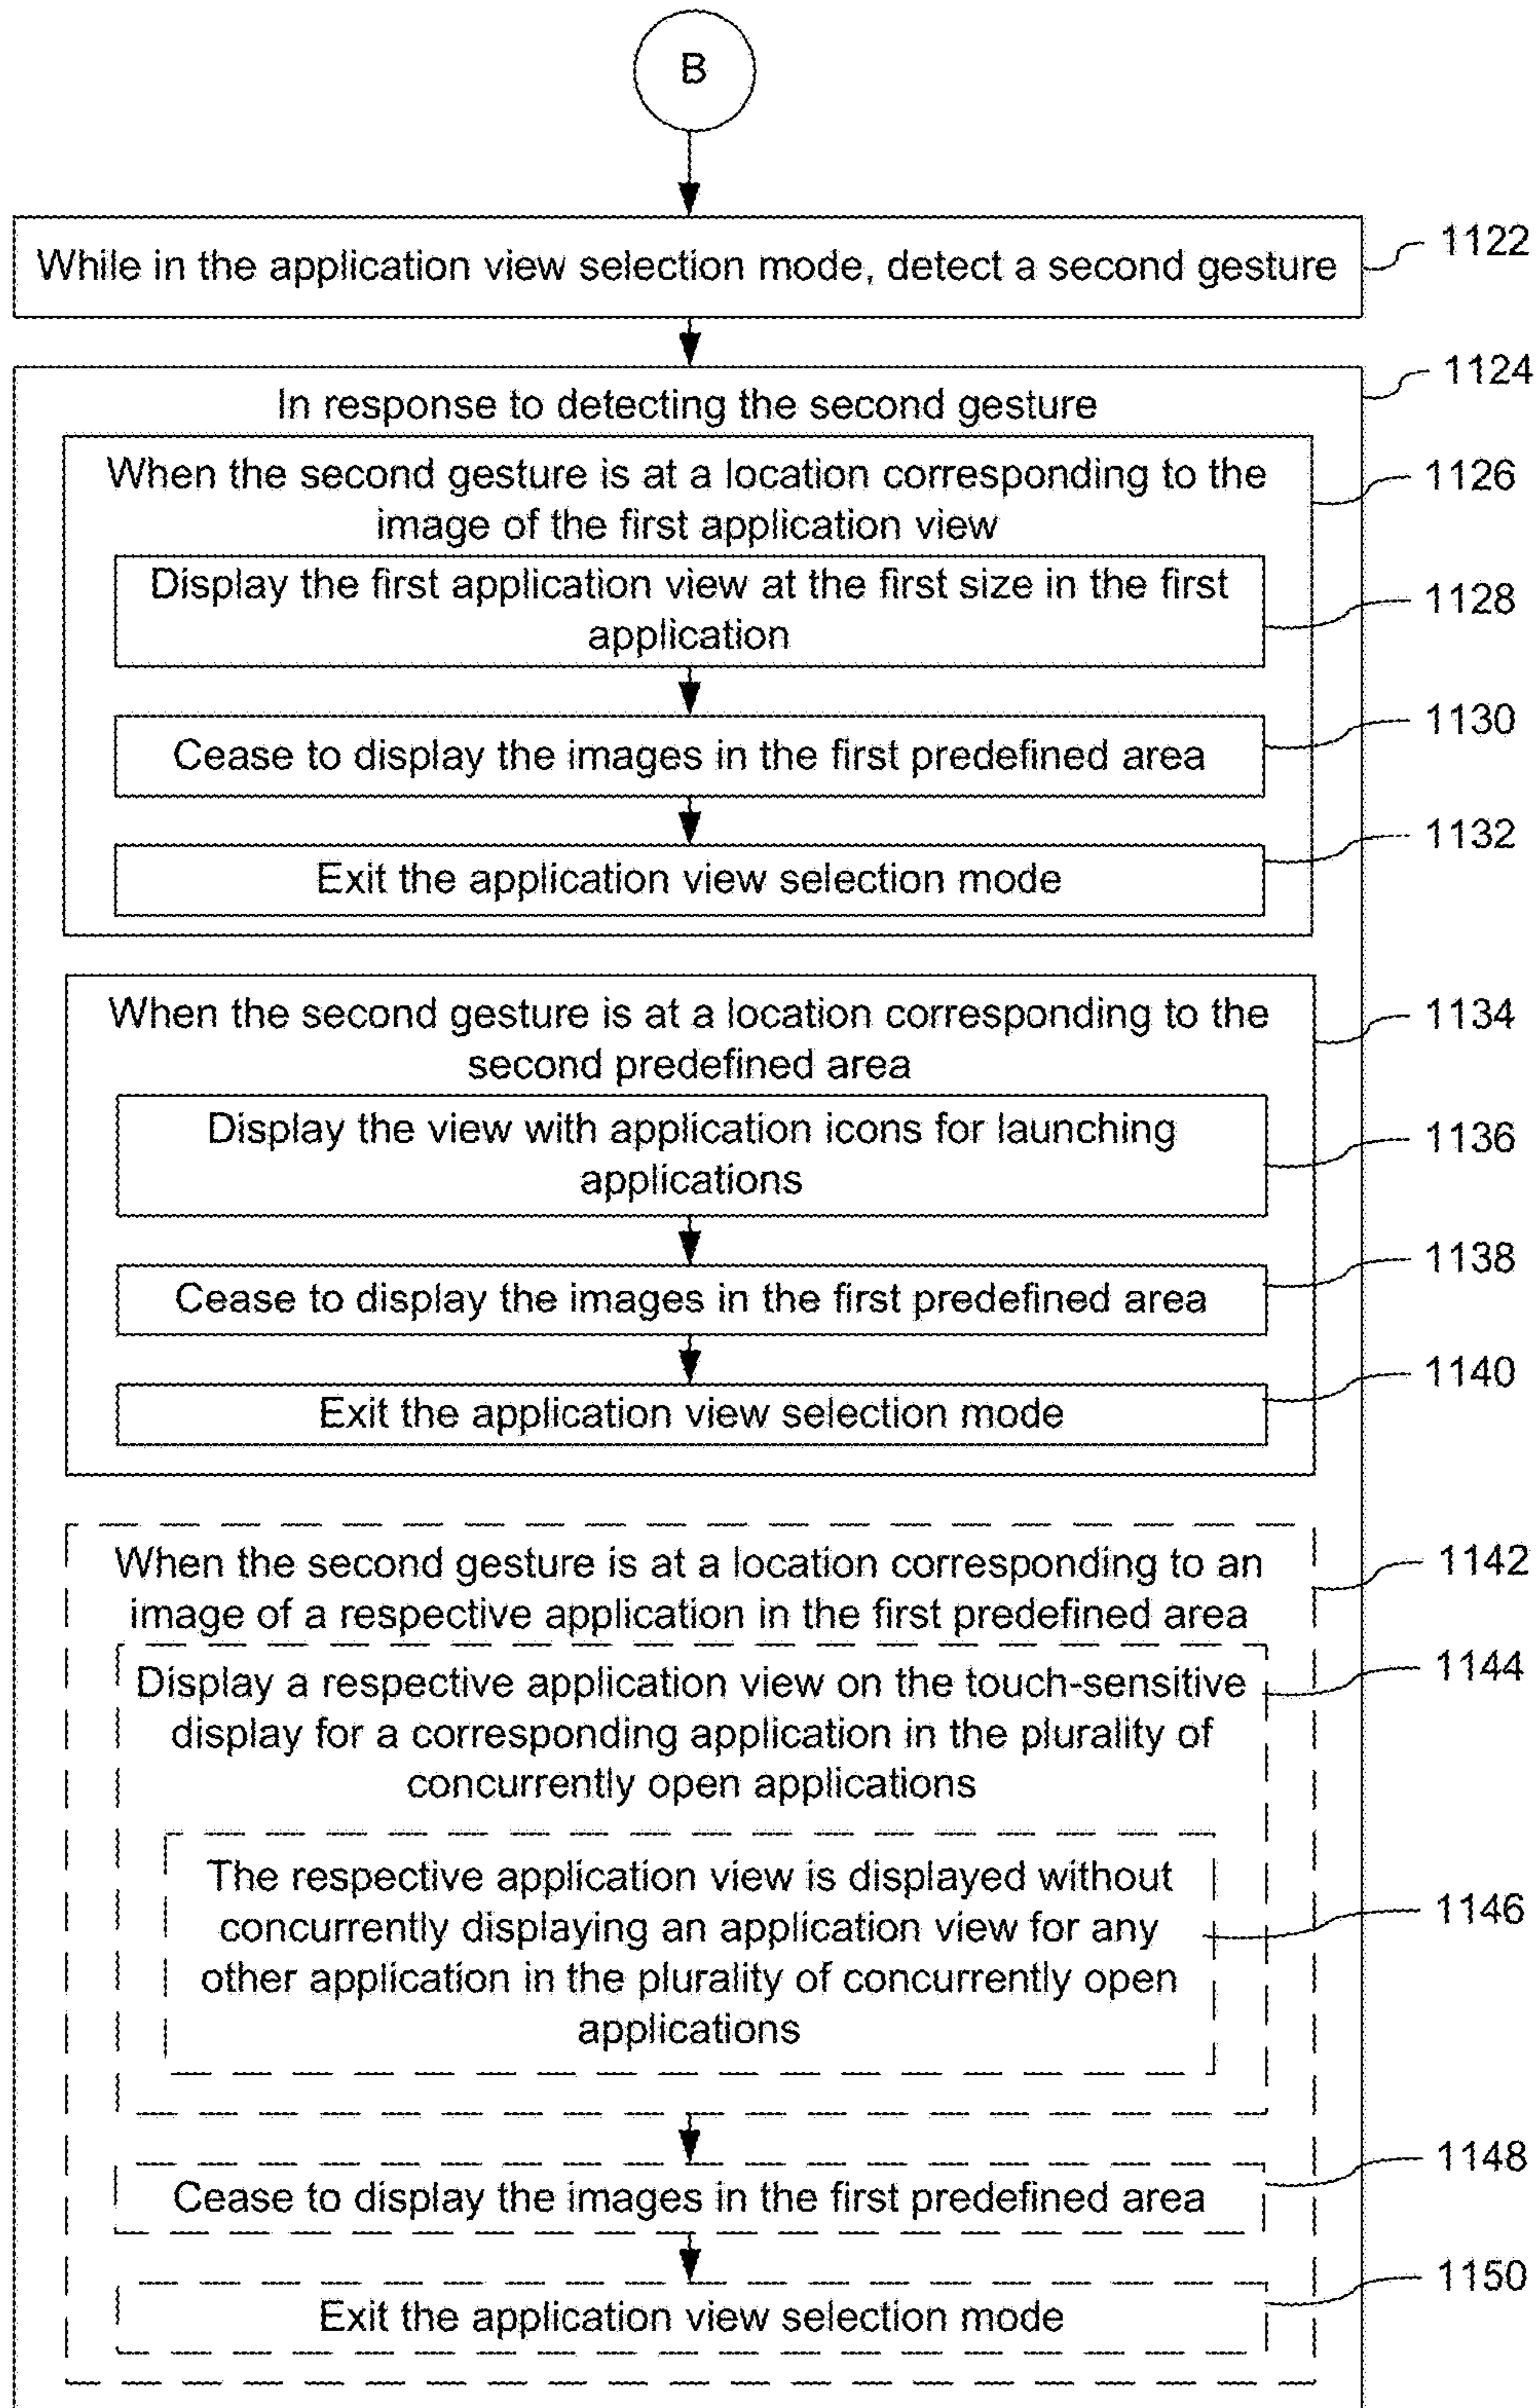 B
While in the application view selection mode, detect a second gesture
1122
1124
In response to detecting the second gesture
When the second gesture is at a location corresponding to the
image of the first application view
1126
Display the first application view at the first size in the first
application
1128
Cease to display the images in the first predefined area
1130
Exit the application view selection mode
1132
When the second gesture is at a location corresponding to the
second predefined area
1134
Display the view with application icons for launching
applications
1136
Cease to display the images in the first predefined area
1138
Exit the application view selection mode
1140
When the second gesture is at a location corresponding to an
image of a respective application in the first predefined area
1142
Display a respective application view on the touch-sensitive
display for a corresponding application in the plurality of
concurrently open applications
1144
The respective application view is displayed without
concurrently displaying an application view for any
other application in the plurality of concurrently open
applications
1146
Cease to display the images in the first predefined area
1148
Exit the application view selection mode
1150